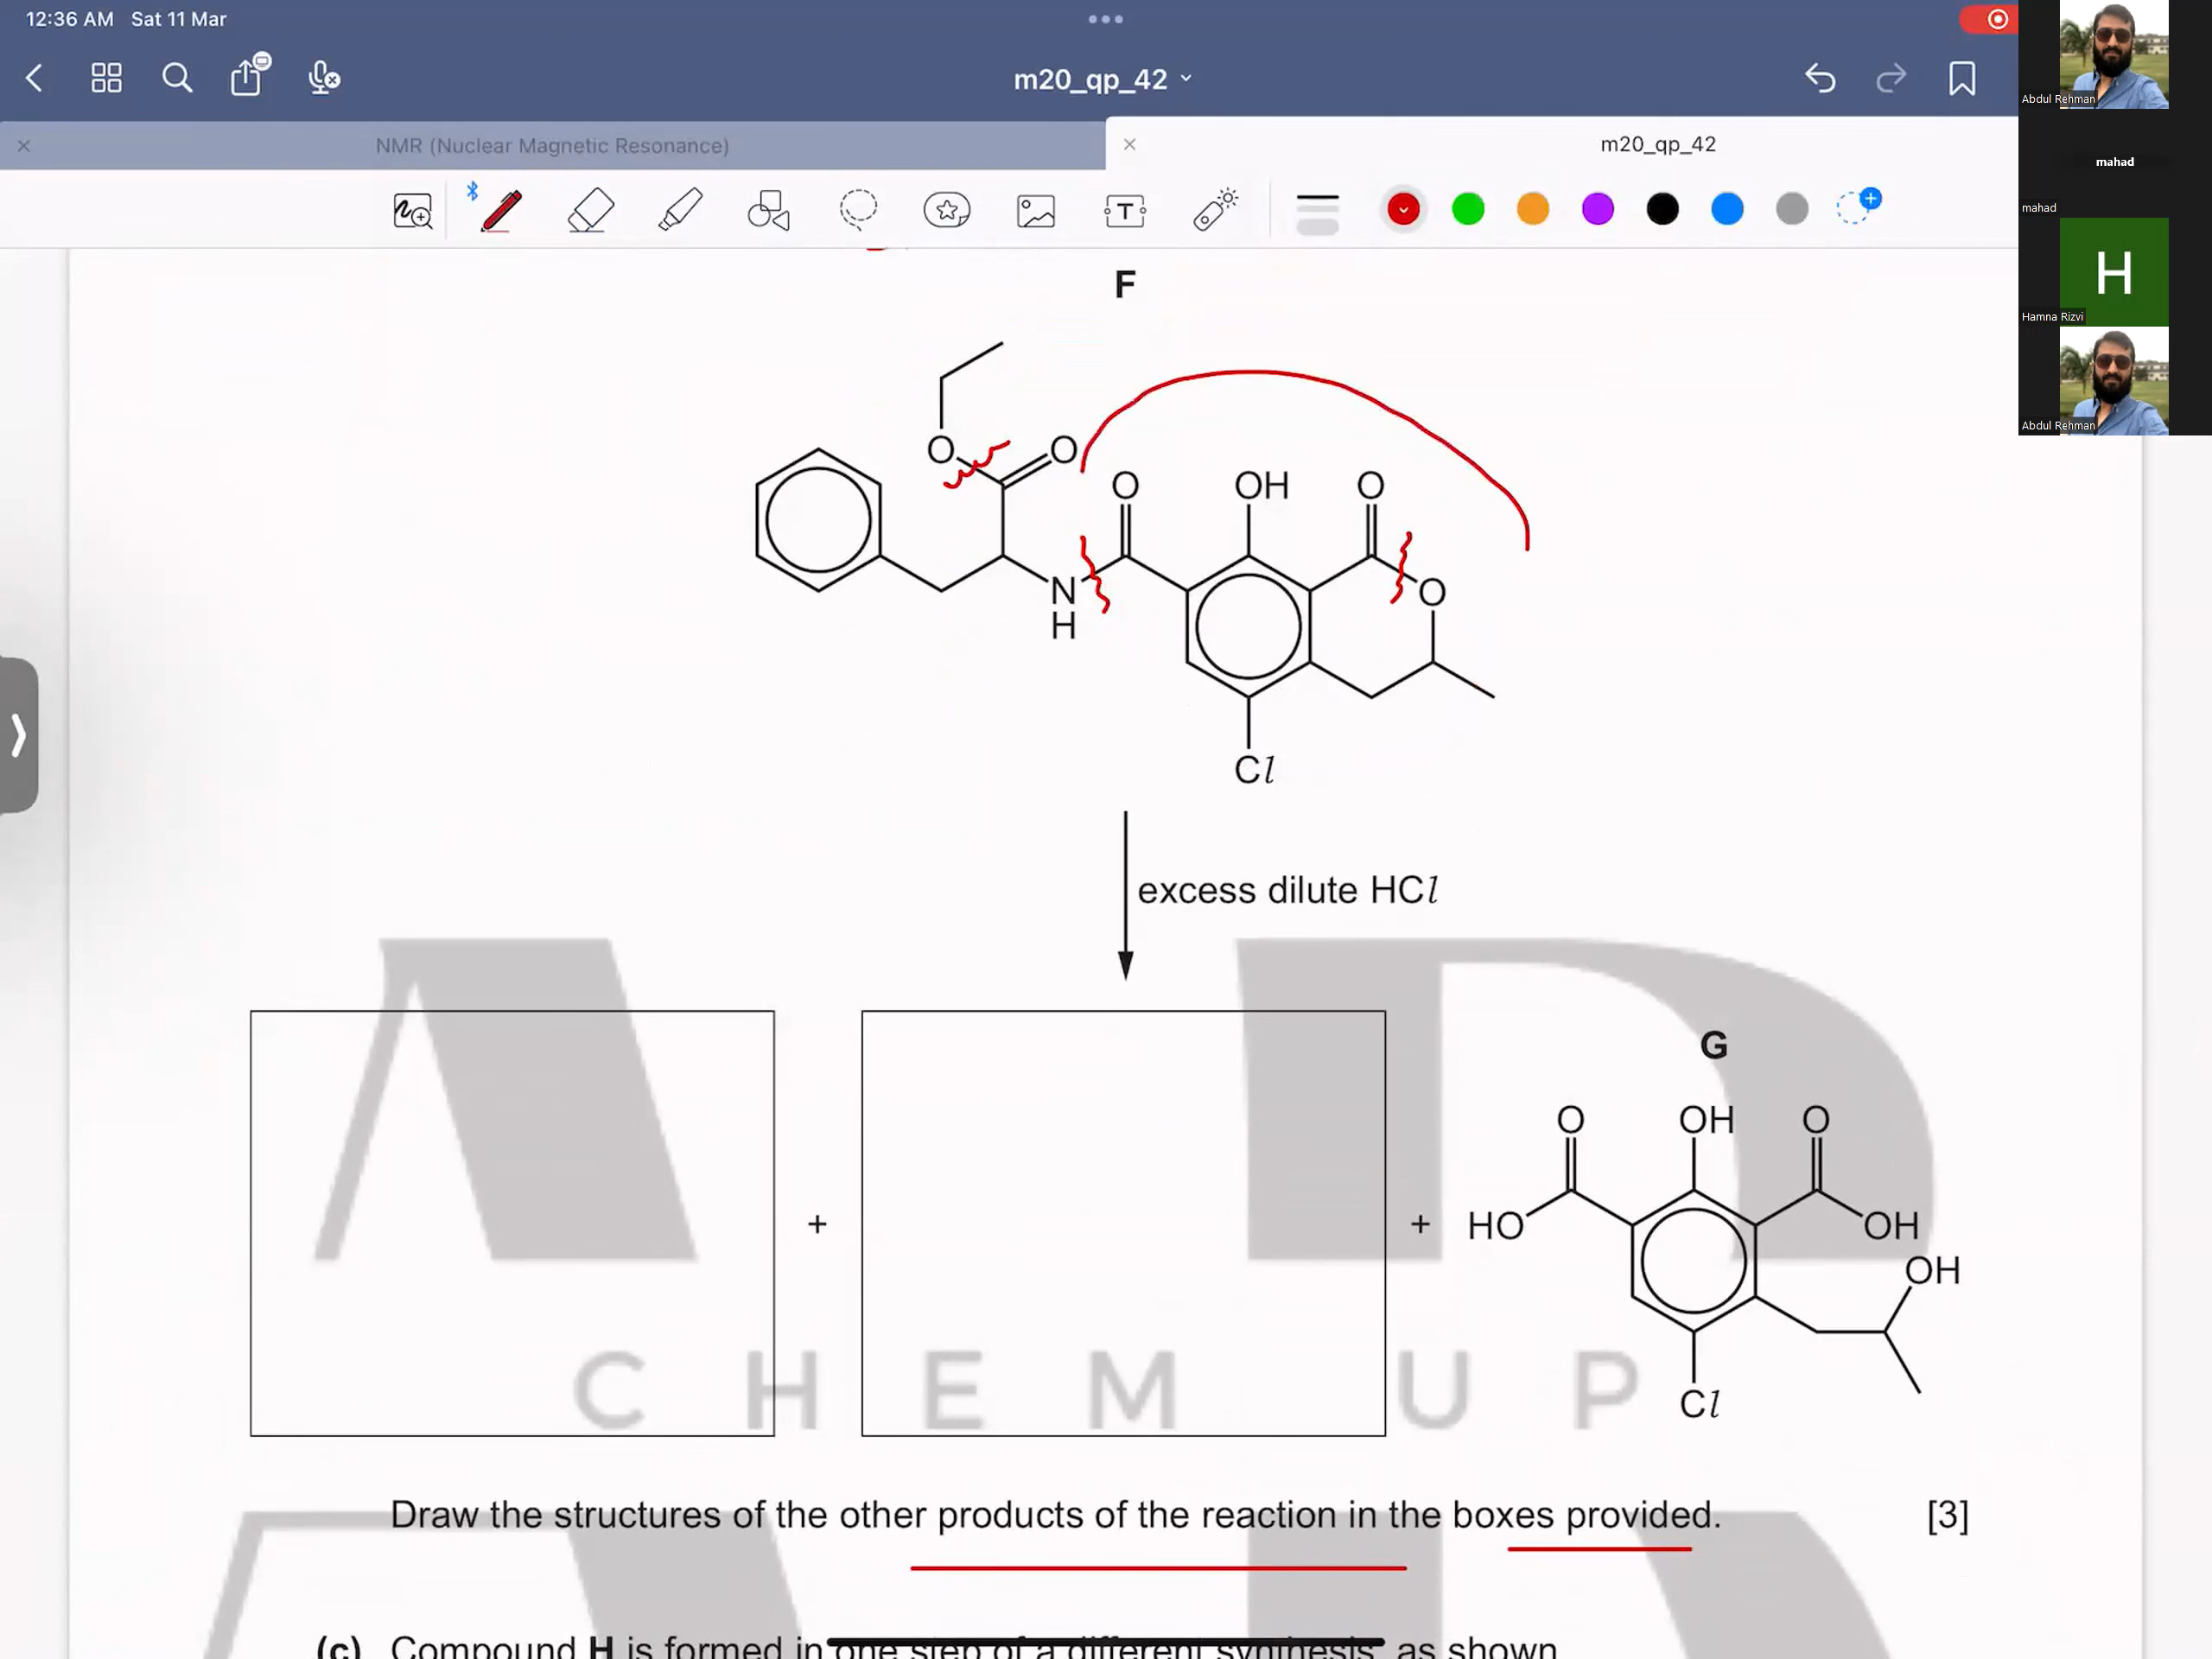 12:36 AM Sat 11 Mar
m20_qp_42
NMR (Nuclear Magnetic Resonance)
m20_qp_42
T
Abdul Rehman
mahad
mahad
H
Hamna Rizvi
Abdul Rehman
F
O
O
O
OH
O
N
H
O
Cl
excess dilute HCl
G
O
OH
O
+
+
HO
OH
OH
Cl
CHEM UP
Draw the structures of the other products of the reaction in the boxes provided. [3]
(c) Compound H is formed in one step of a different synthesis, as shown